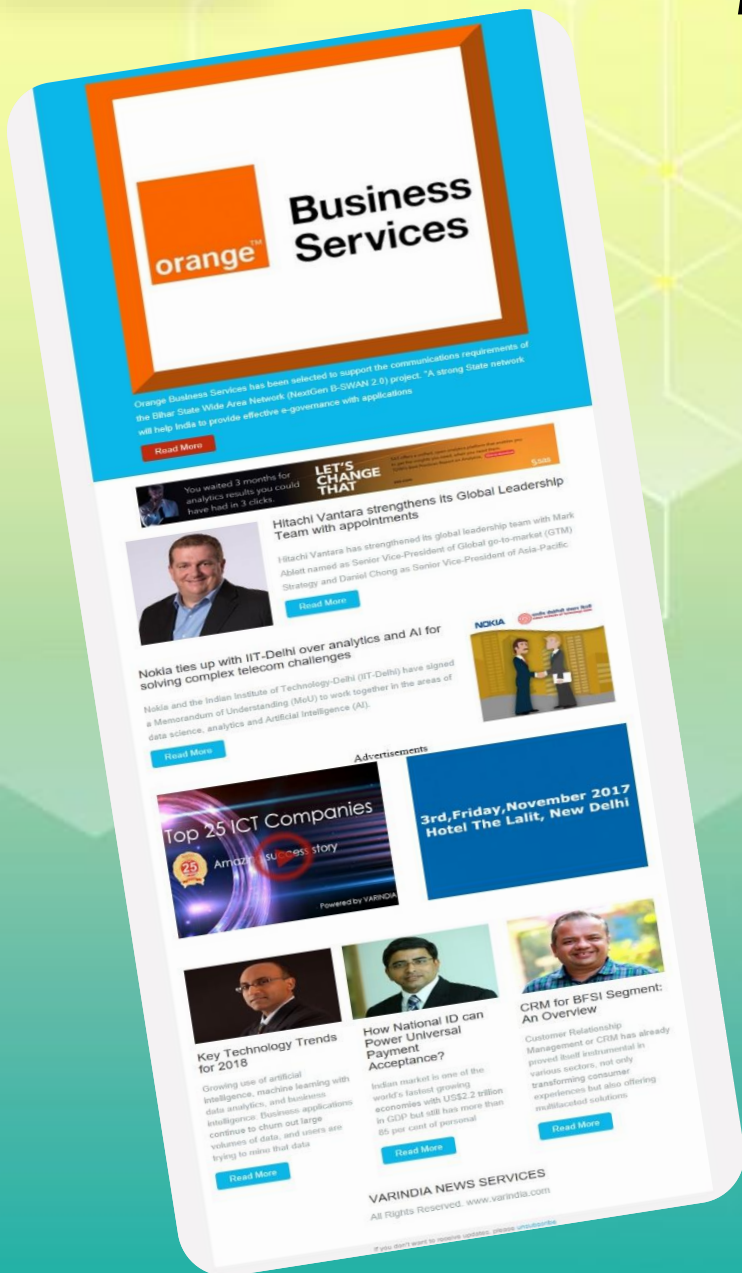 orange™
Business
Services
Orange Business Services has been selected to support the communications requirements of
the Bihar State Wide Area Network (NextGen B-SWAN 2.0) project. "A strong State network
will help India to provide effective e-governance with applications
Read More
You waited 3 months for
analytics results you could
have had in 3 clicks.
LET'S
CHANGE
THAT
Hitachi Vantara strengthens its Global Leadership
Team with appointments
Hitachi Vantara has strengthened its global leadership team with Mark
Ablett named as Senior Vice-President of Global go-to-market (GTM)
Strategy and Daniel Chong as Senior Vice-President of Asia-Pacific
Read More
Nokia ties up with IIT-Delhi over analytics and AI for
solving complex telecom challenges
Nokia and the Indian Institute of Technology-Delhi (IIT-Delhi) have signed
a Memorandum of Understanding (MoU) to work together in the areas of
data science, analytics and Artificial Intelligence (AI).
Read More
NOKIA
Advertisements
Top 25 ICT Companies
25
Amazing success story
Powered by VARINDIA
3rd,Friday,November 2017
Hotel The Lalit, New Delhi
Key Technology Trends
for 2018
Growing use of artificial
intelligence, machine learning with
data analytics, and business
intelligence: Business applications
continue to churn out large
volumes of data, and users are
trying to mine that data
Read More
How National ID can
Power Universal
Payment
Acceptance?
Indian market is one of the
world's fastest growing
economies with US$2.2 trillion
in GDP but still has more than
85 per cent of personal
Read More
CRM for BFSI Segment:
An Overview
Customer Relationship
Management or CRM has already
proved itself instrumental in
various sectors, not only
transforming consumer
experiences but also offering
multifaceted solutions
Read More
VARINDIA NEWS SERVICES
All Rights Reserved. www.varindia.com
If you don't want to receive updates, please unsubscribe